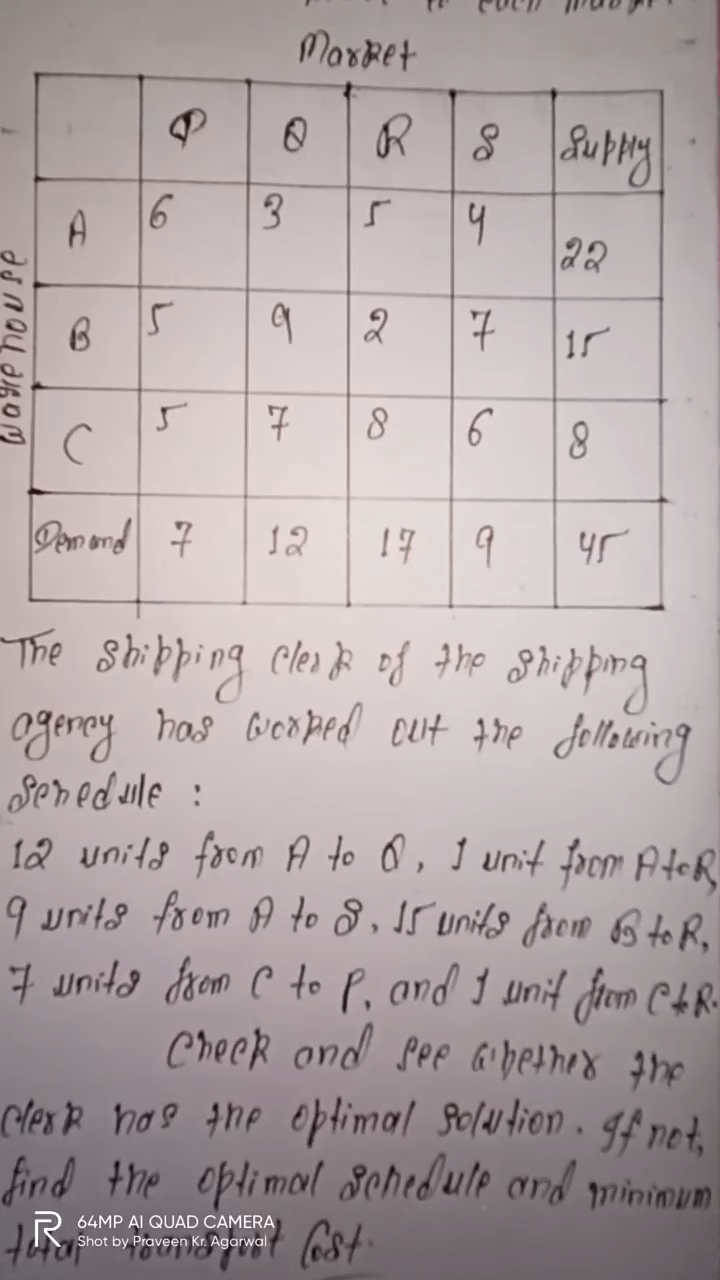 to each
Market
P Q R S Supply
A 6 3 5 4 22
Warehouse
B 5 9 2 7 15
C 5 7 8 6 8
Demand 7 12 17 9 45
The shipping clerk of the shipping
agency has worked out the following
schedule :
12 units from A to Q, 1 unit from A to R,
9 units from A to S, 15 units from B to R,
7 units from C to P, and 1 unit from C to R.
Check and see whether the
clerk has the optimal solution. If not,
find the optimal schedule and minimum
total transport Cost.
R
64MP AI QUAD CAMERA
Shot by Praveen Kr. Agarwal